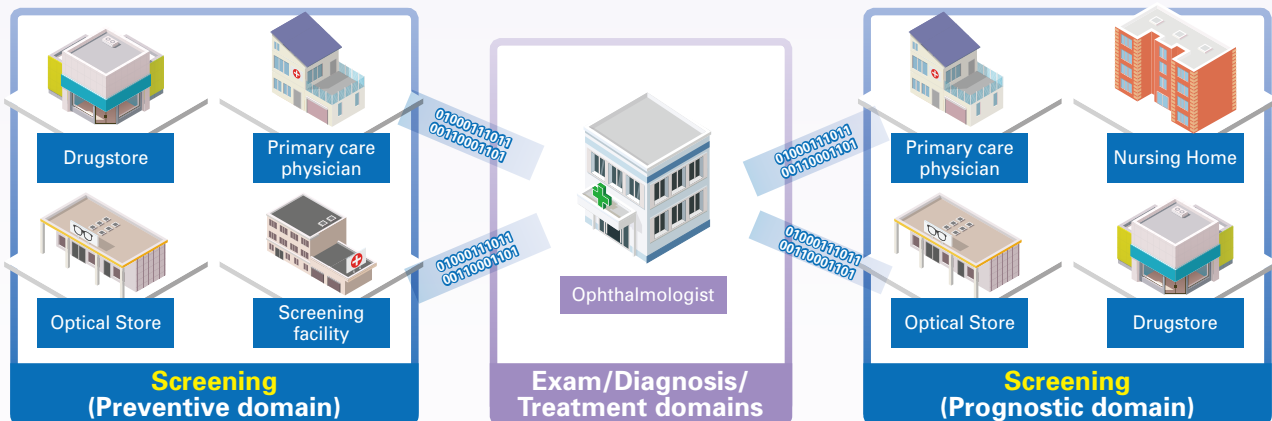 Drugstore
Primary care
physician
Optical Store
Screening
facility
Screening
(Preventive domain)
01000111011
00110001101
01000111011
00110001101
Ophthalmologist
Exam/Diagnosis/
Treatment domains
01000111011
00110001101
01000111011
00110001101
Primary care
physician
Nursing Home
Optical Store
Drugstore
Screening
(Prognostic domain)